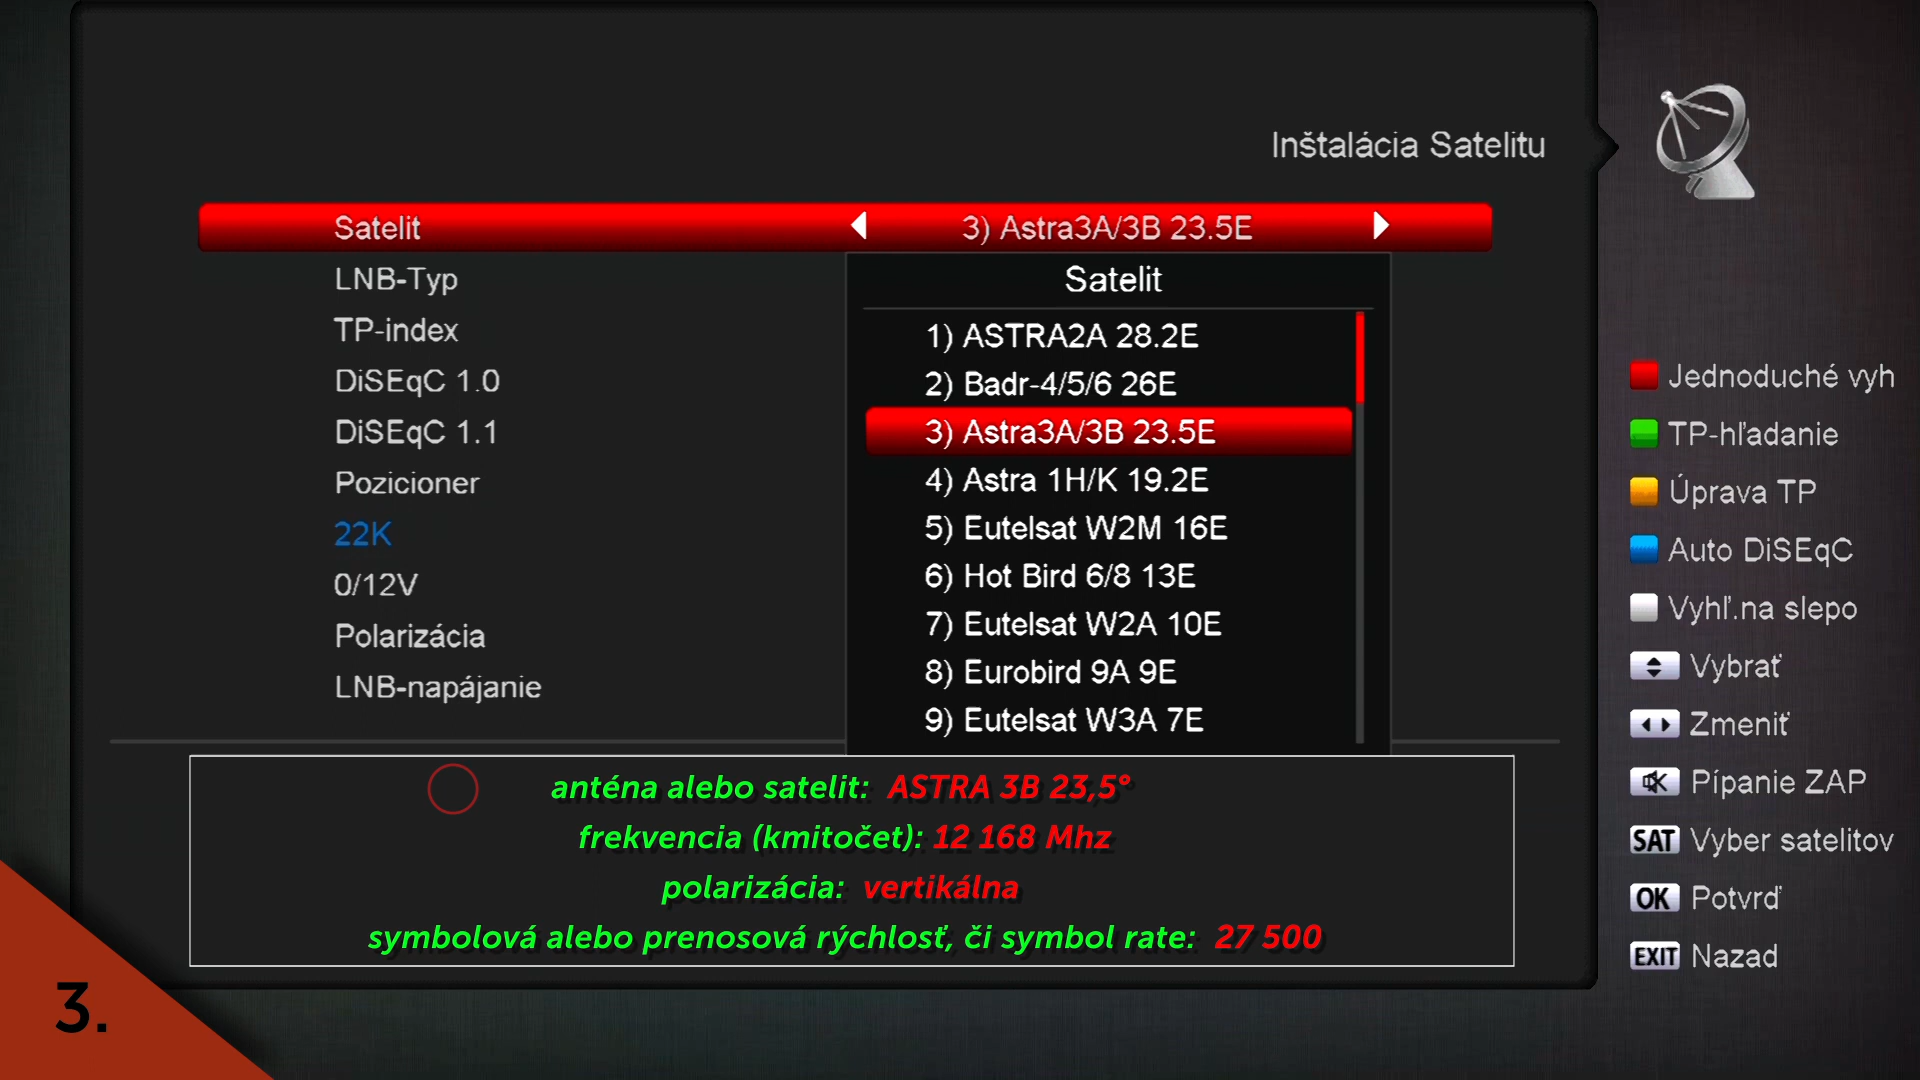 Inštalácia Satelitu
Satelit 3) Astra3A/3B 23.5E
LNB-Typ
TP-index
DiSEqC 1.0
DiSEqC 1.1
Pozicioner
22K
0/12V
Polarizácia
LNB-napájanie
Satelit
1) ASTRA2A 28.2E
2) Badr-4/5/6 26E
3) Astra3A/3B 23.5E
4) Astra 1H/K 19.2E
5) Eutelsat W2M 16E
6) Hot Bird 6/8 13E
7) Eutelsat W2A 10E
8) Eurobird 9A 9E
9) Eutelsat W3A 7E
anténa alebo satelit: ASTRA 3B 23,5°
frekvencia (kmitočet): 12 168 Mhz
polarizácia: vertikálna
symbolová alebo prenosová rýchlosť, či symbol rate: 27 500
Jednoduché vyh
TP-hľadanie
Úprava TP
Auto DiSEqC
Vyhľ.na slepo
Vybrať
Zmeniť
Pípanie ZAP
SAT Vyber satelitov
OK Potvrď
EXIT Nazad
3.